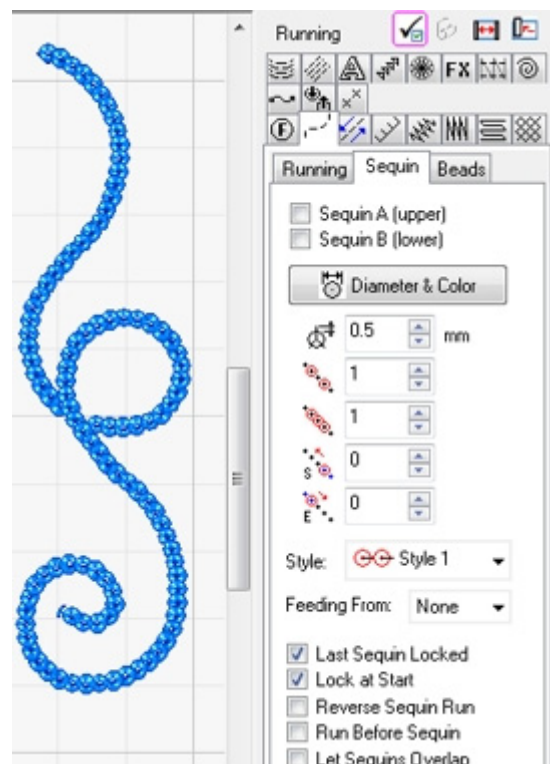 Running
A
FX
x x
F
Running Sequin Beads
Sequin A (upper)
Sequin B (lower)
Diameter & Color
0.5 mm
1
1
S 0
E 0
Style: Style 1
Feeding From: None
Last Sequin Locked
Lock at Start
Reverse Sequin Run
Run Before Sequin
Let Sequins Overlap